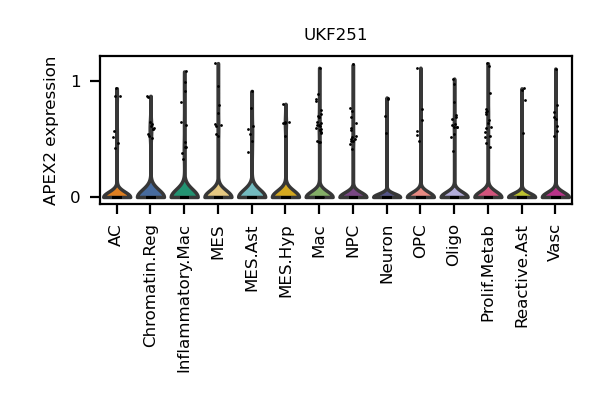 UKF251
APEX2 expression
1
0
AC
Chromatin.Reg
Inflammatory.Mac
MES
MES.Ast
MES.Hyp
Mac
NPC
Neuron
OPC
Oligo
Prolif.Metab
Reactive.Ast
Vasc